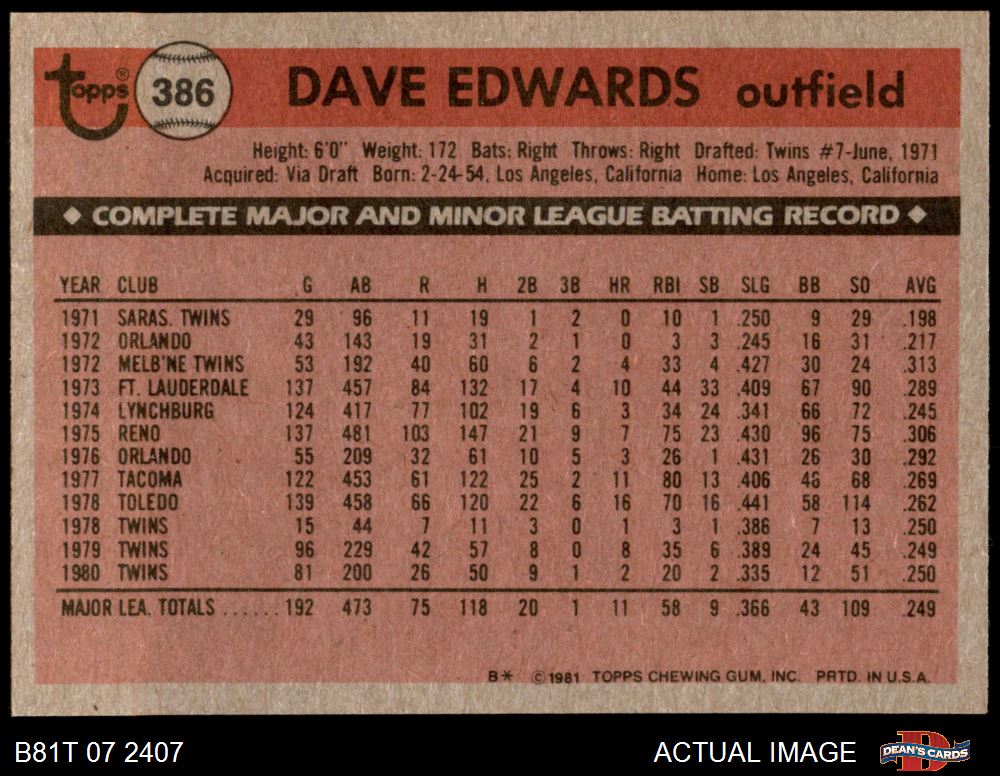 topps® 386 DAVE EDWARDS outfield
Height: 6'0" Weight: 172 Bats: Right Throws: Right Drafted: Twins #7-June, 1971
Acquired: Via Draft Born: 2-24-54, Los Angeles, California Home: Los Angeles, California
◆ COMPLETE MAJOR AND MINOR LEAGUE BATTING RECORD ◆
YEAR CLUB G AB R H 2B 3B HR RBI SB SLG BB SO AVG
1971 SARAS. TWINS 29 96 11 19 1 2 0 10 1 .250 9 29 .198
1972 ORLANDO 43 143 19 31 2 1 0 3 3 .245 16 31 .217
1972 MELB'NE TWINS 53 192 40 60 6 2 4 33 4 .427 30 24 .313
1973 FT. LAUDERDALE 137 457 84 132 17 4 10 44 33 .409 67 90 .289
1974 LYNCHBURG 124 417 77 102 19 6 3 34 24 .341 66 72 .245
1975 RENO 137 481 103 147 21 9 7 75 23 .430 96 75 .306
1976 ORLANDO 55 209 32 61 10 5 3 26 1 .431 26 30 .292
1977 TACOMA 122 453 61 122 25 2 11 80 13 .406 68 .269
1978 TOLEDO 139 458 66 120 22 6 16 70 16 .441 58 114 .262
1978 TWINS 15 44 7 11 3 0 1 3 1 .386 7 13 .250
1979 TWINS 96 229 42 57 8 0 8 35 6 .389 24 45 .249
1980 TWINS 81 200 26 50 9 1 2 20 2 .335 12 51 .250
MAJOR LEA. TOTALS ...... 192 473 75 118 20 1 11 58 9 .366 43 109 .249
B* ©1981 TOPPS CHEWING GUM, INC. PRTD. IN U.S.A.
B81T 07 2407 ACTUAL IMAGE DEAN'S CARDS